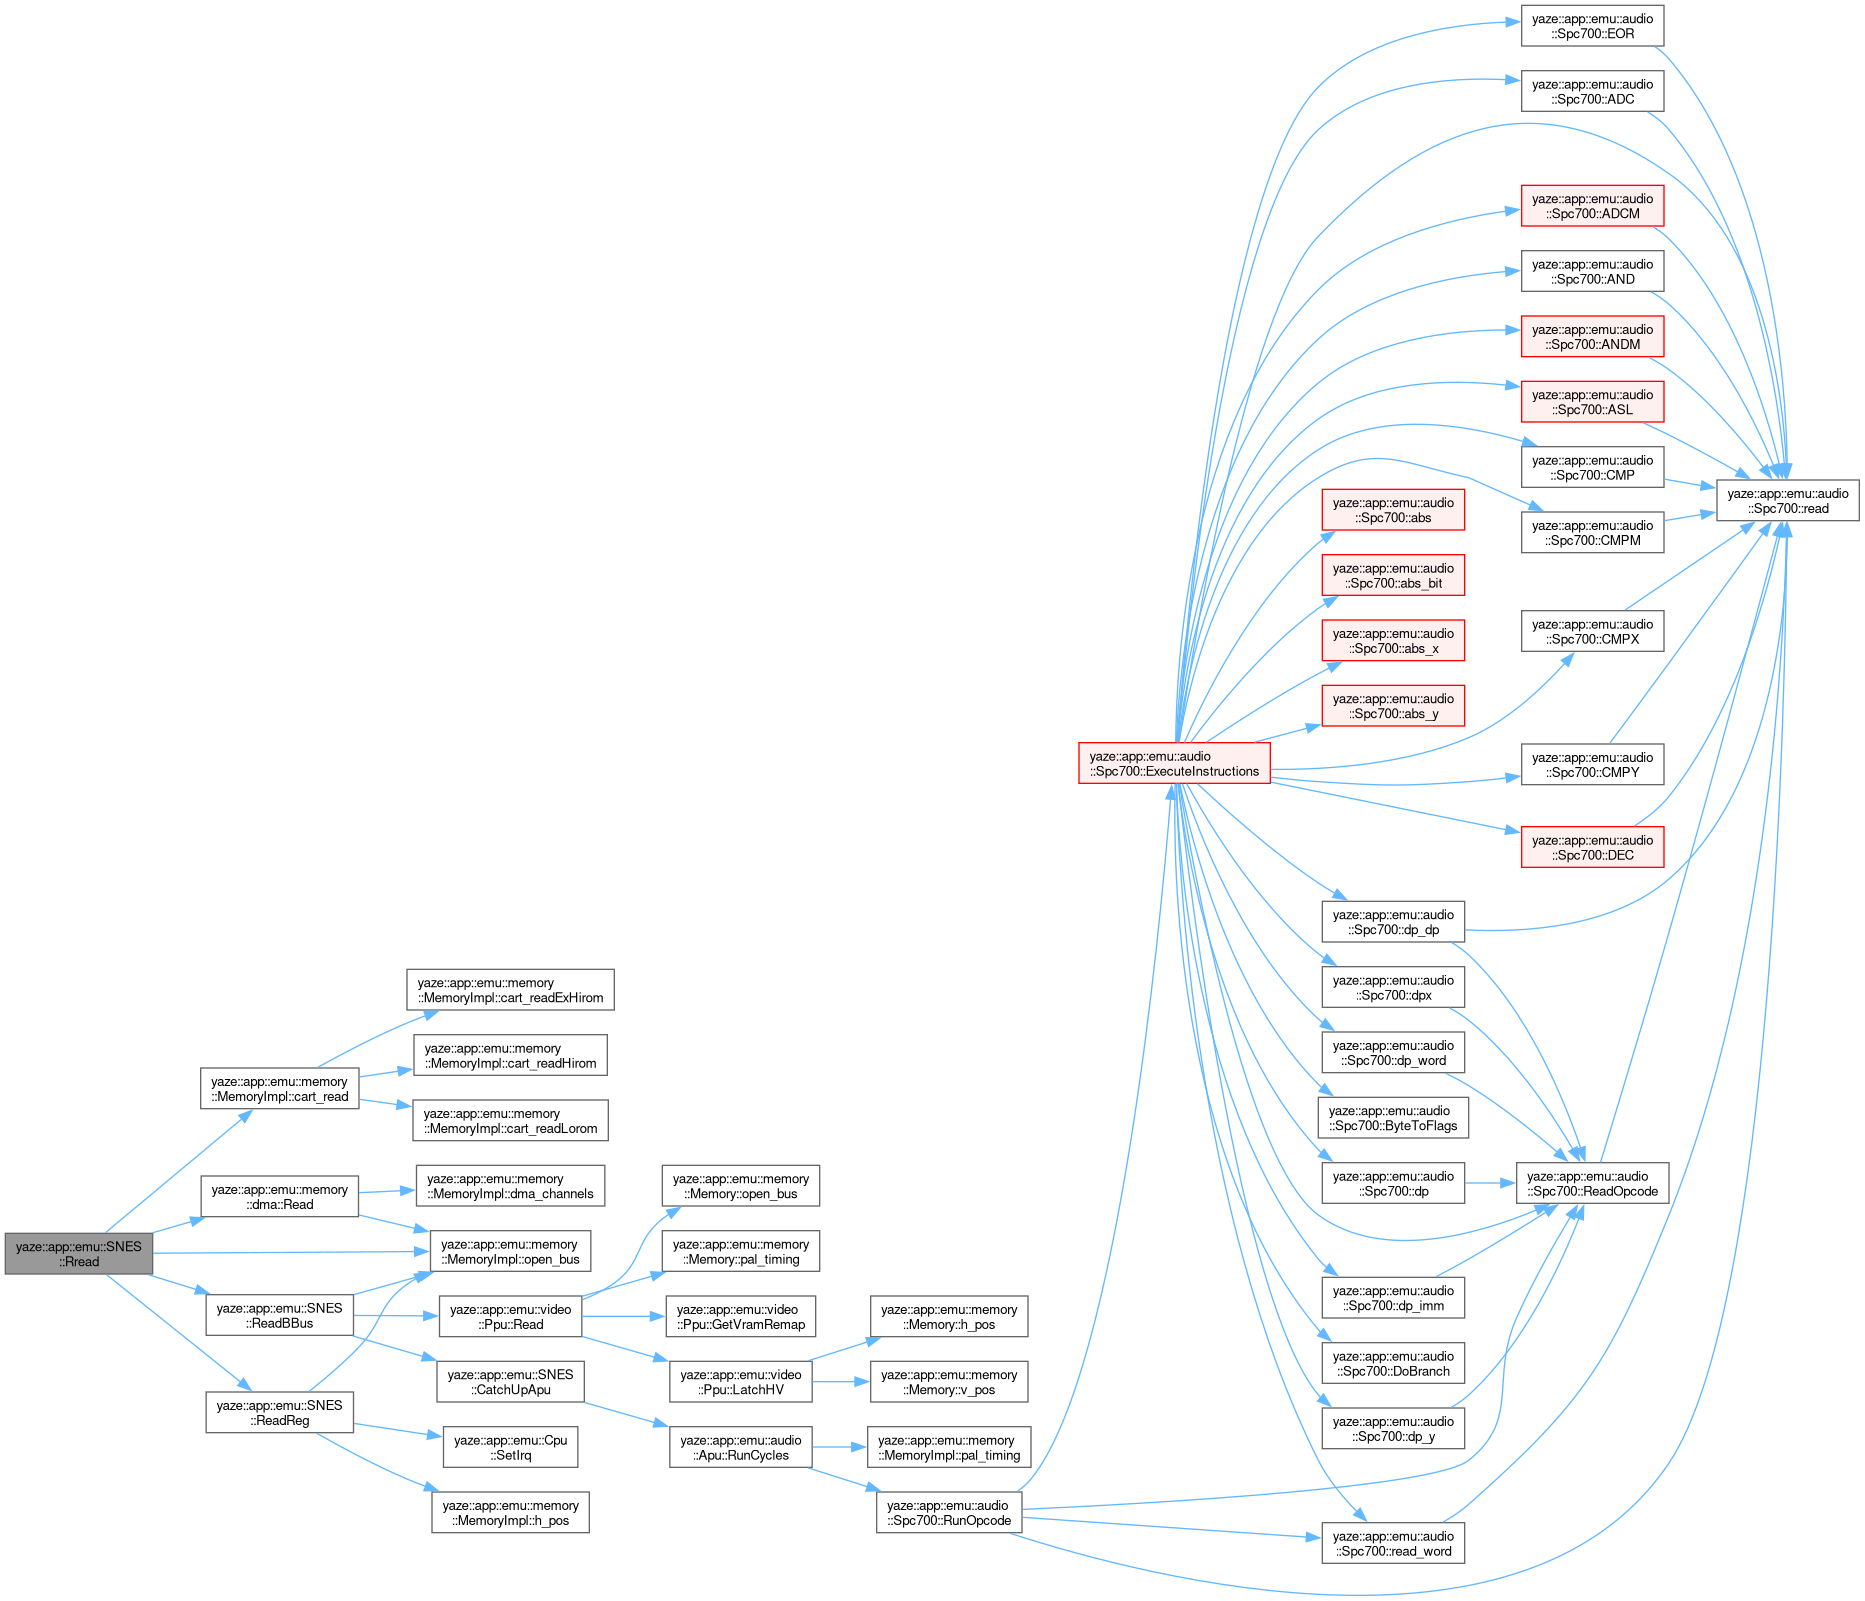 yaze::app::emu::SNES
::Rread
yaze::app::emu::memory
::MemoryImpl::cart_read
yaze::app::emu::memory
::MemoryImpl::cart_readExHirom
yaze::app::emu::memory
::MemoryImpl::cart_readHirom
yaze::app::emu::memory
::MemoryImpl::cart_readLorom
yaze::app::emu::memory
::dma::Read
yaze::app::emu::memory
::MemoryImpl::dma_channels
yaze::app::emu::memory
::MemoryImpl::open_bus
yaze::app::emu::SNES
::ReadBBus
yaze::app::emu::SNES
::ReadReg
yaze::app::emu::video
::Ppu::Read
yaze::app::emu::SNES
::CatchUpApu
yaze::app::emu::Cpu
::SetIrq
yaze::app::emu::memory
::MemoryImpl::h_pos
yaze::app::emu::memory
::Memory::open_bus
yaze::app::emu::memory
::Memory::pal_timing
yaze::app::emu::video
::Ppu::GetVramRemap
yaze::app::emu::video
::Ppu::LatchHV
yaze::app::emu::audio
::Apu::RunCycles
yaze::app::emu::memory
::Memory::h_pos
yaze::app::emu::memory
::Memory::v_pos
yaze::app::emu::memory
::MemoryImpl::pal_timing
yaze::app::emu::audio
::Spc700::RunOpcode
yaze::app::emu::audio
::Spc700::ExecuteInstructions
yaze::app::emu::audio
::Spc700::abs
yaze::app::emu::audio
::Spc700::abs_bit
yaze::app::emu::audio
::Spc700::abs_x
yaze::app::emu::audio
::Spc700::abs_y
yaze::app::emu::audio
::Spc700::dp_dp
yaze::app::emu::audio
::Spc700::dpx
yaze::app::emu::audio
::Spc700::dp_word
yaze::app::emu::audio
::Spc700::ByteToFlags
yaze::app::emu::audio
::Spc700::dp
yaze::app::emu::audio
::Spc700::dp_imm
yaze::app::emu::audio
::Spc700::DoBranch
yaze::app::emu::audio
::Spc700::dp_y
yaze::app::emu::audio
::Spc700::read_word
yaze::app::emu::audio
::Spc700::EOR
yaze::app::emu::audio
::Spc700::ADC
yaze::app::emu::audio
::Spc700::ADCM
yaze::app::emu::audio
::Spc700::AND
yaze::app::emu::audio
::Spc700::ANDM
yaze::app::emu::audio
::Spc700::ASL
yaze::app::emu::audio
::Spc700::CMP
yaze::app::emu::audio
::Spc700::CMPM
yaze::app::emu::audio
::Spc700::CMPX
yaze::app::emu::audio
::Spc700::CMPY
yaze::app::emu::audio
::Spc700::DEC
yaze::app::emu::audio
::Spc700::ReadOpcode
yaze::app::emu::audio
::Spc700::read